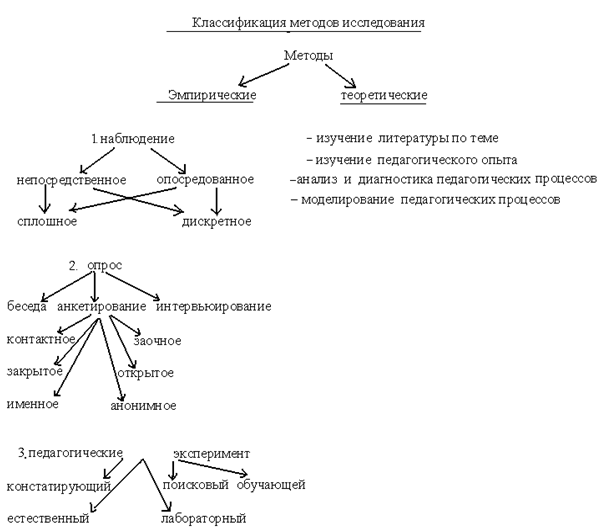 Классификация методов исследования
Методы
Эмпирические теоретические
1.наблюдение
непосредственное опосредованное
сплошное дискретное
– изучение литературы по теме
– изучение педагогического опыта
–анализ и диагностика педагогических процессов
– моделирование педагогических процессов
2. опрос
беседа анкетирование интервьюирование
контактное заочное
закрытое открытое
именное анонимное
3.педагогические эксперимент
констатирующий поисковый обучающей
естественный лабораторный